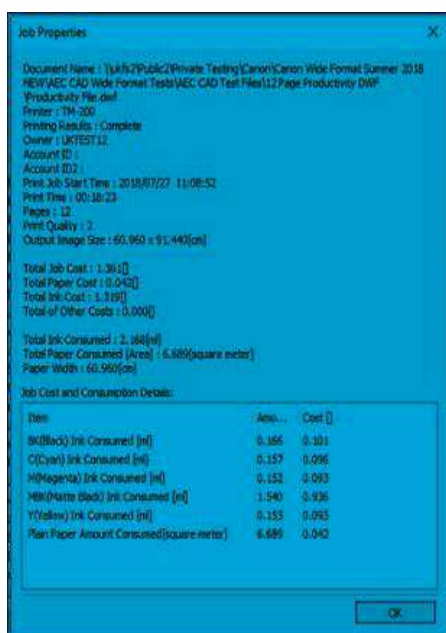 Job Properties
Document Name : \\ukfs2\Public2\Private Testing\Canon\Canon Wide Format Summer 2018
NEW\AEC CAD Wide Format Tests\AEC CAD Test Files\12 Page Productivity DWF
\Productivity File.dwf
Printer : TM-200
Printing Results : Complete
Owner : UKTEST12
Account ID :
Account ID2 :
Print Job Start Time : 2018/07/27 11:08:52
Print Time : 00:18:23
Pages : 12
Print Quality : 2
Output Image Size : 60.960 x 91.440[cm]
Total Job Cost : 1.361[]
Total Paper Cost : 0.042[]
Total Ink Cost : 1.319[]
Total of Other Costs : 0.000[]
Total Ink Consumed : 2.168[ml]
Total Paper Consumed [Area] : 6.689[square meter]
Paper Width : 60.960[cm]
Job Cost and Consumption Details:
Item Amo... Cost []
BK(Black) Ink Consumed [ml] 0.166 0.101
C(Cyan) Ink Consumed [ml] 0.157 0.096
M(Magenta) Ink Consumed [ml] 0.152 0.093
MBK(Matte Black) Ink Consumed [ml] 1.540 0.936
Y(Yellow) Ink Consumed [ml] 0.153 0.093
Plain Paper Amount Consumed[square meter] 6.689 0.042
OK